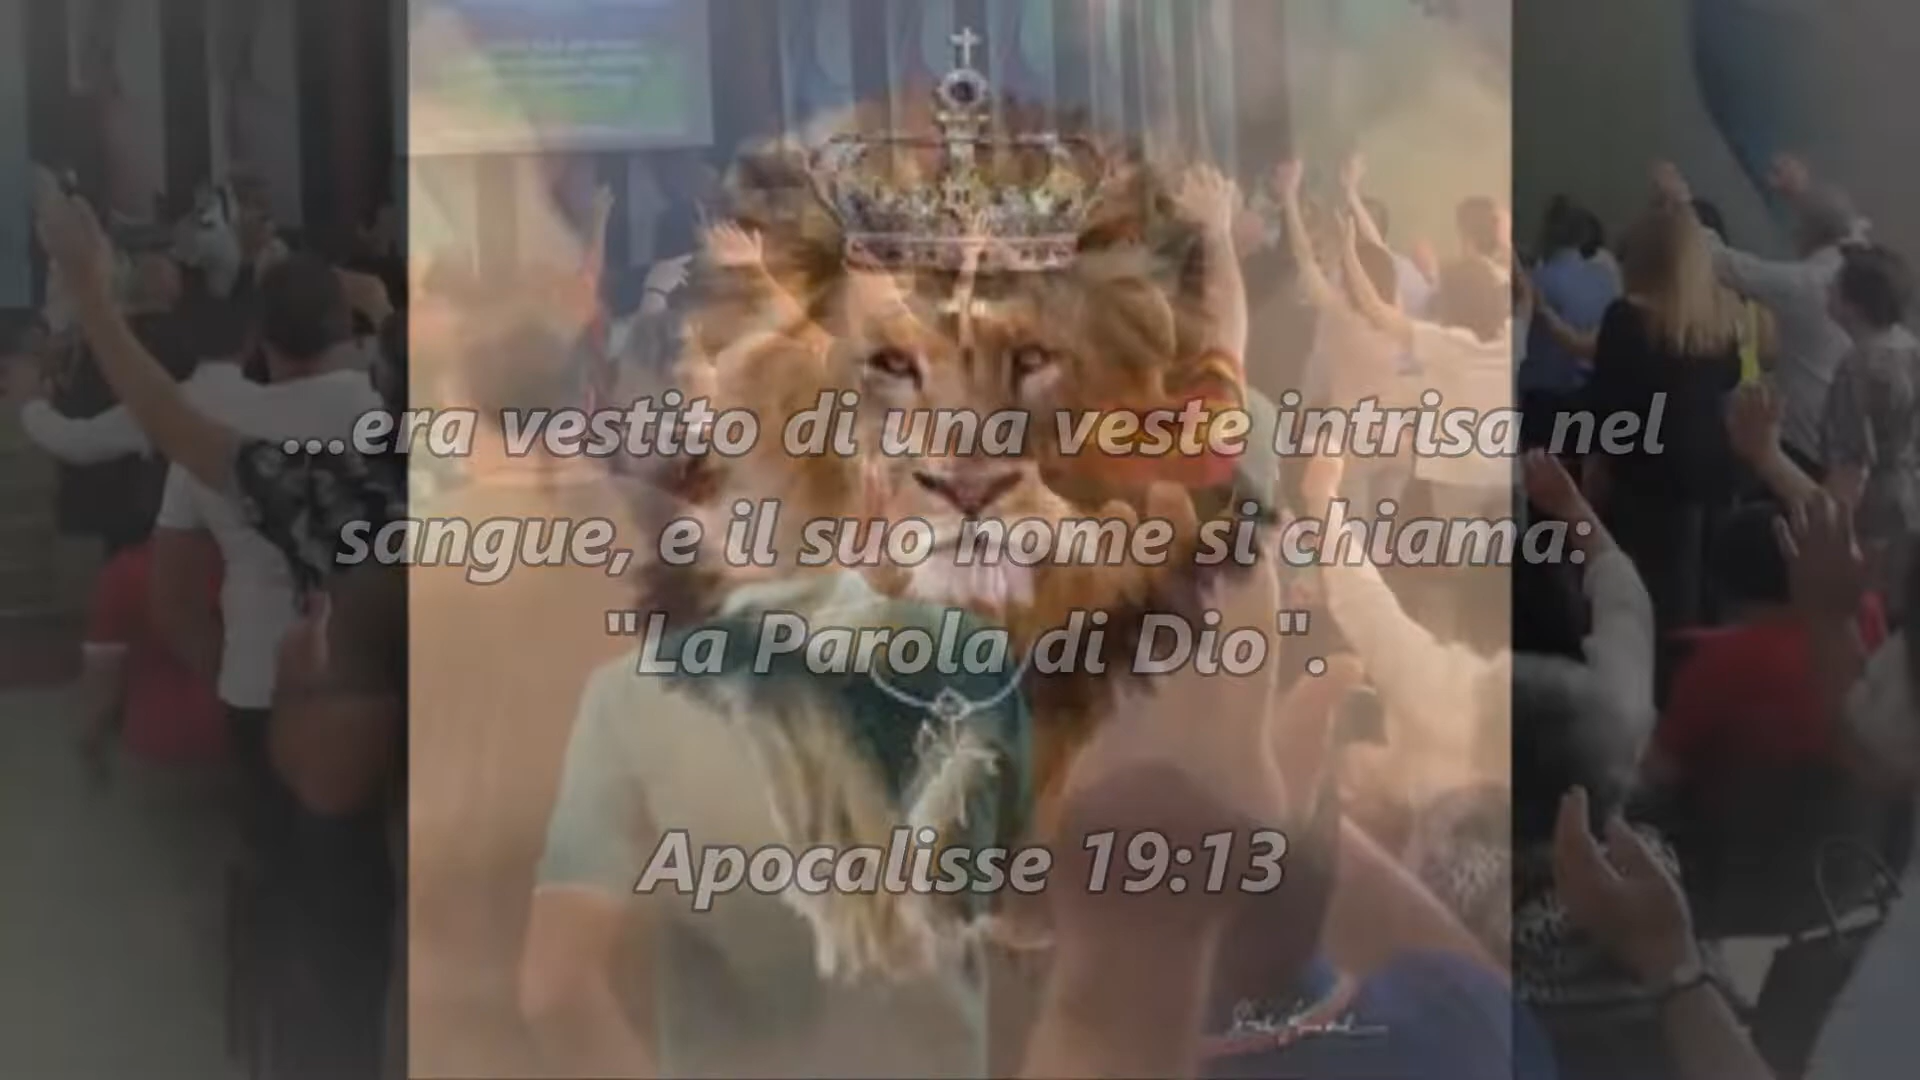 ...era vestito di una veste intrisa nel
sangue, e il suo nome si chiama:
"La Parola di Dio".
Apocalisse 19:13